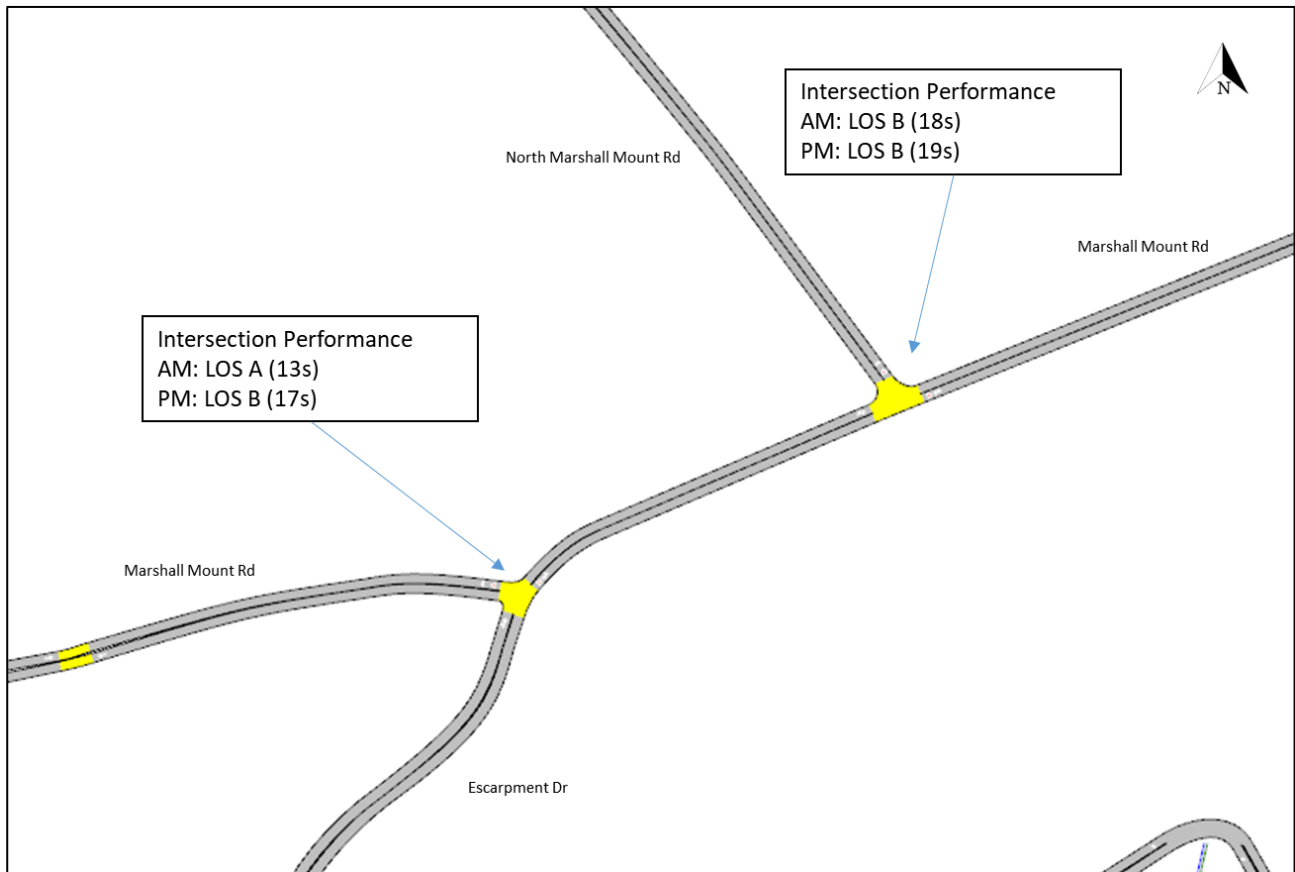 Intersection Performance
AM: LOS B (18s)
PM: LOS B (19s)
N
North Marshall Mount Rd
Marshall Mount Rd
Intersection Performance
AM: LOS A (13s)
PM: LOS B (17s)
Marshall Mount Rd
Escarpment Dr